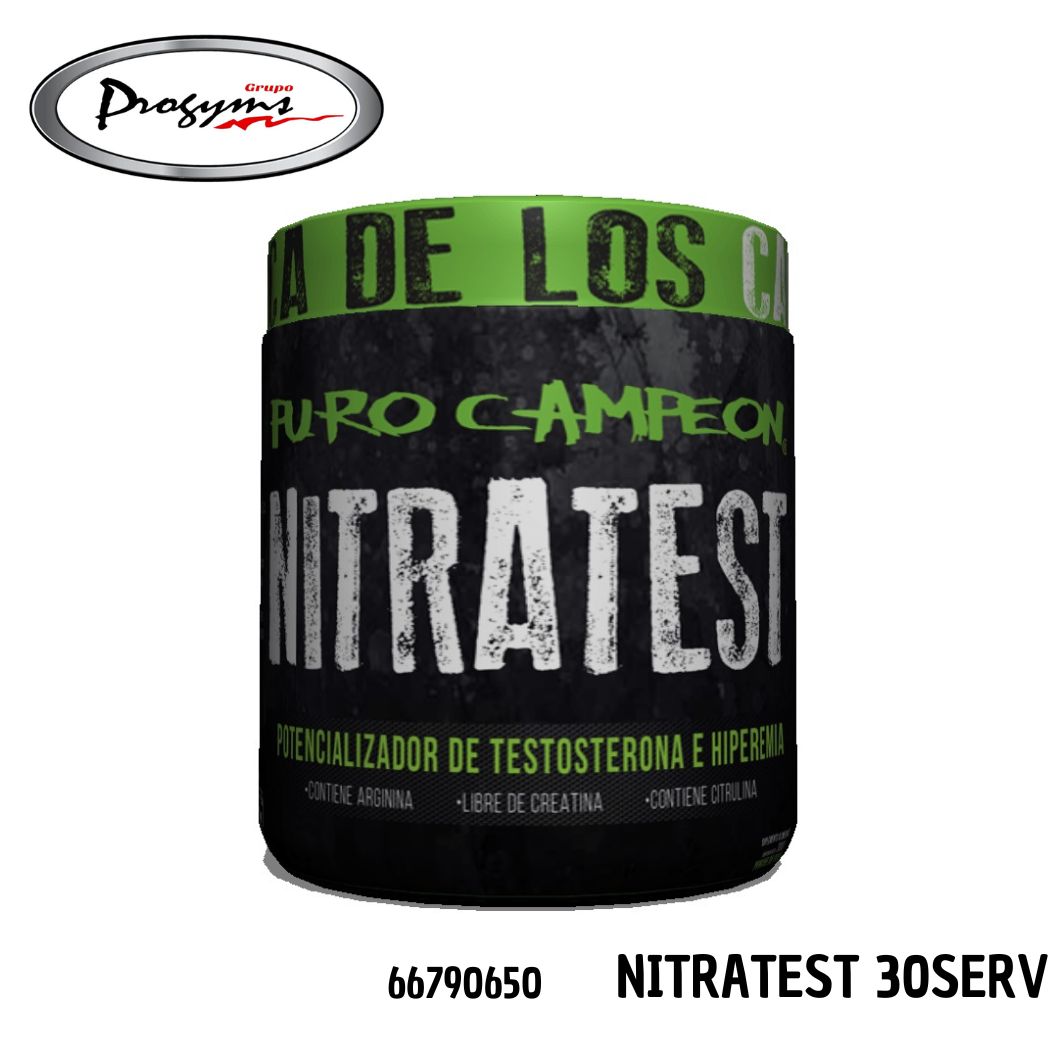 Grupo
Progyms
CA DE LOS CA
PURO CAMPEON
NITRATEST
POTENCIALIZADOR DE TESTOSTERONA E HIPEREMIA
•CONTIENE ARGININA •LIBRE DE CREATINA •CONTIENE CITRULINA
66790650 NITRATEST 30SERV